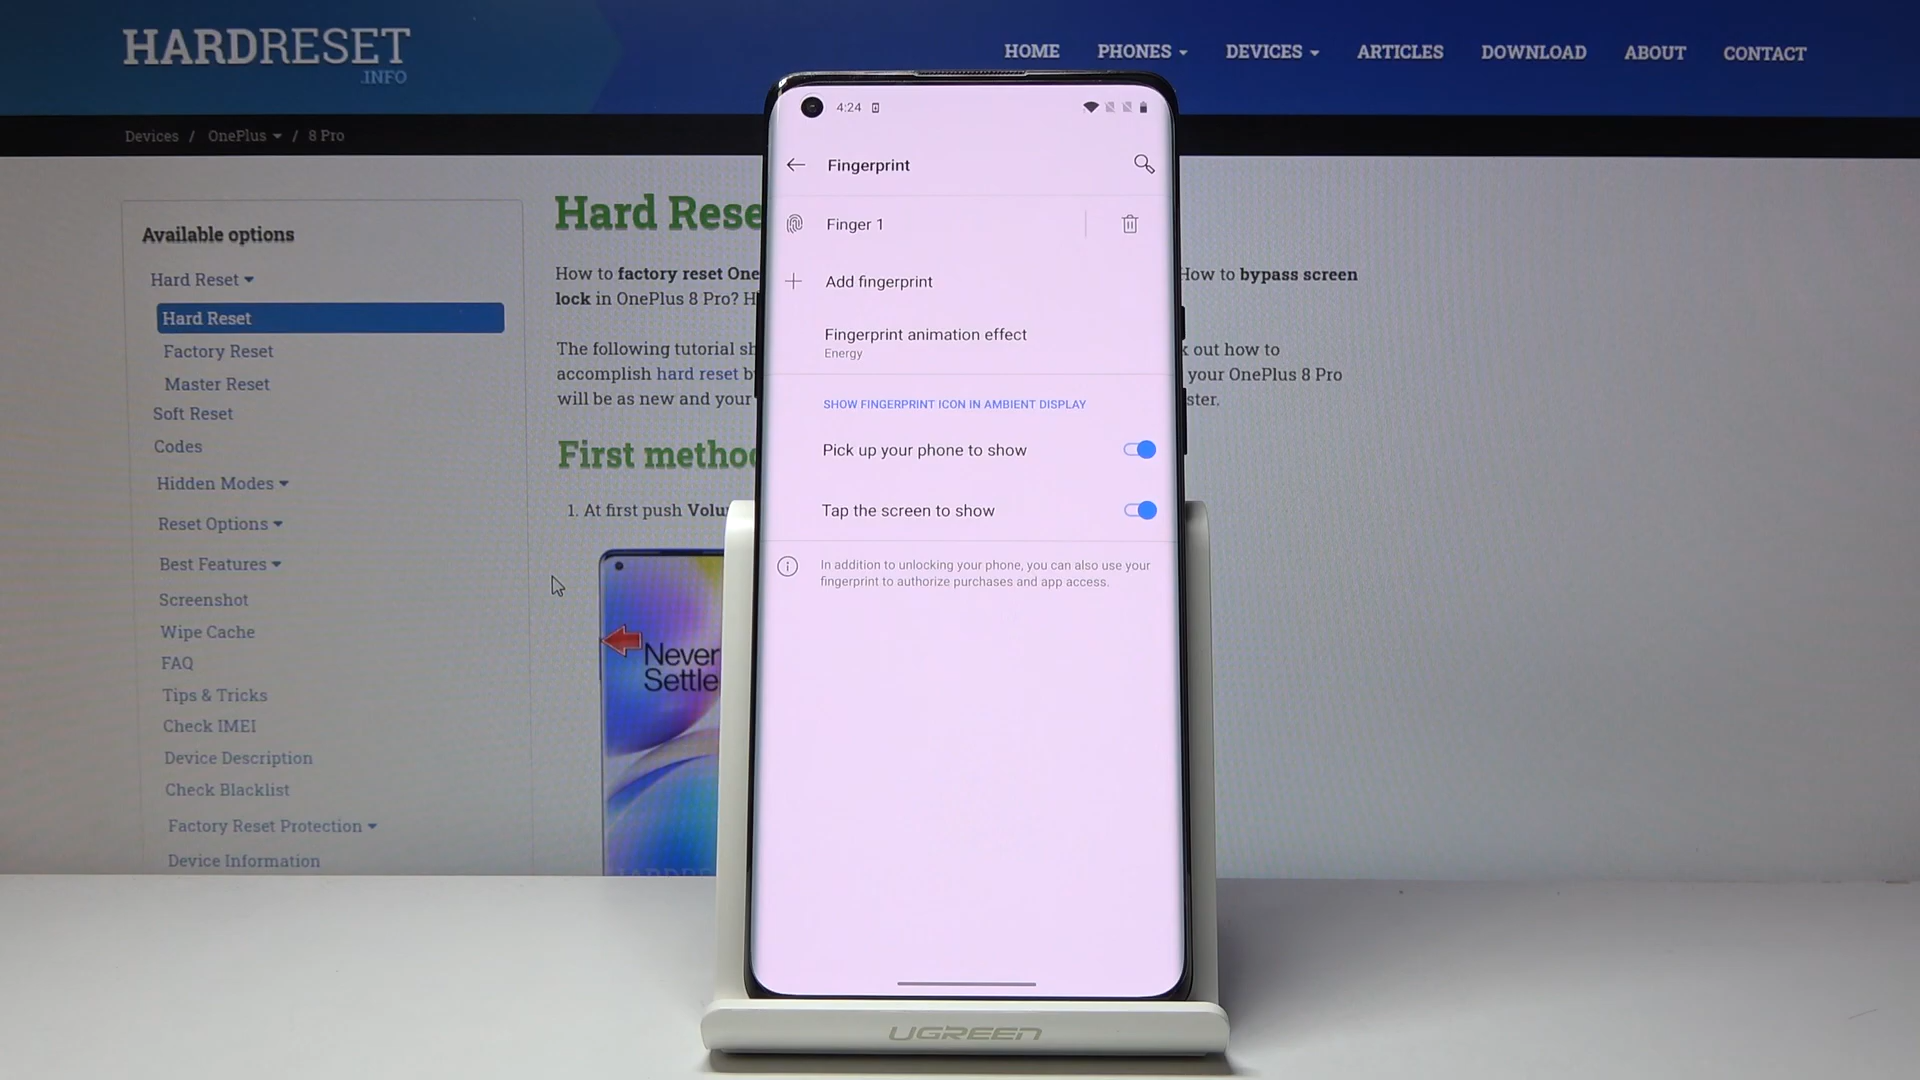 HARDRESET
.INFO
HOME PHONES DEVICES ARTICLES DOWNLOAD ABOUT CONTACT
Devices / OnePlus / 8 Pro
Available options
Hard Reset
Hard Reset
Factory Reset
Master Reset
Soft Reset
Codes
Hidden Modes
Reset Options
Best Features
Screenshot
Wipe Cache
FAQ
Tips & Tricks
Check IMEI
Device Description
Check Blacklist
Factory Reset Protection
Device Information
Hard Rese
How to factory reset One
How to bypass screen
lock in OnePlus 8 Pro?
The following tutorial
k out how to
accomplish hard reset
your OnePlus 8 Pro
will be as new and your
ster.
First metho
1. At first push Volu
Never
Settle
4:24
Fingerprint
Finger 1
Add fingerprint
Fingerprint animation effect
Energy
SHOW FINGERPRINT ICON IN AMBIENT DISPLAY
Pick up your phone to show
Tap the screen to show
In addition to unlocking your phone, you can also use your
fingerprint to authorize purchases and app access.
UGREEN